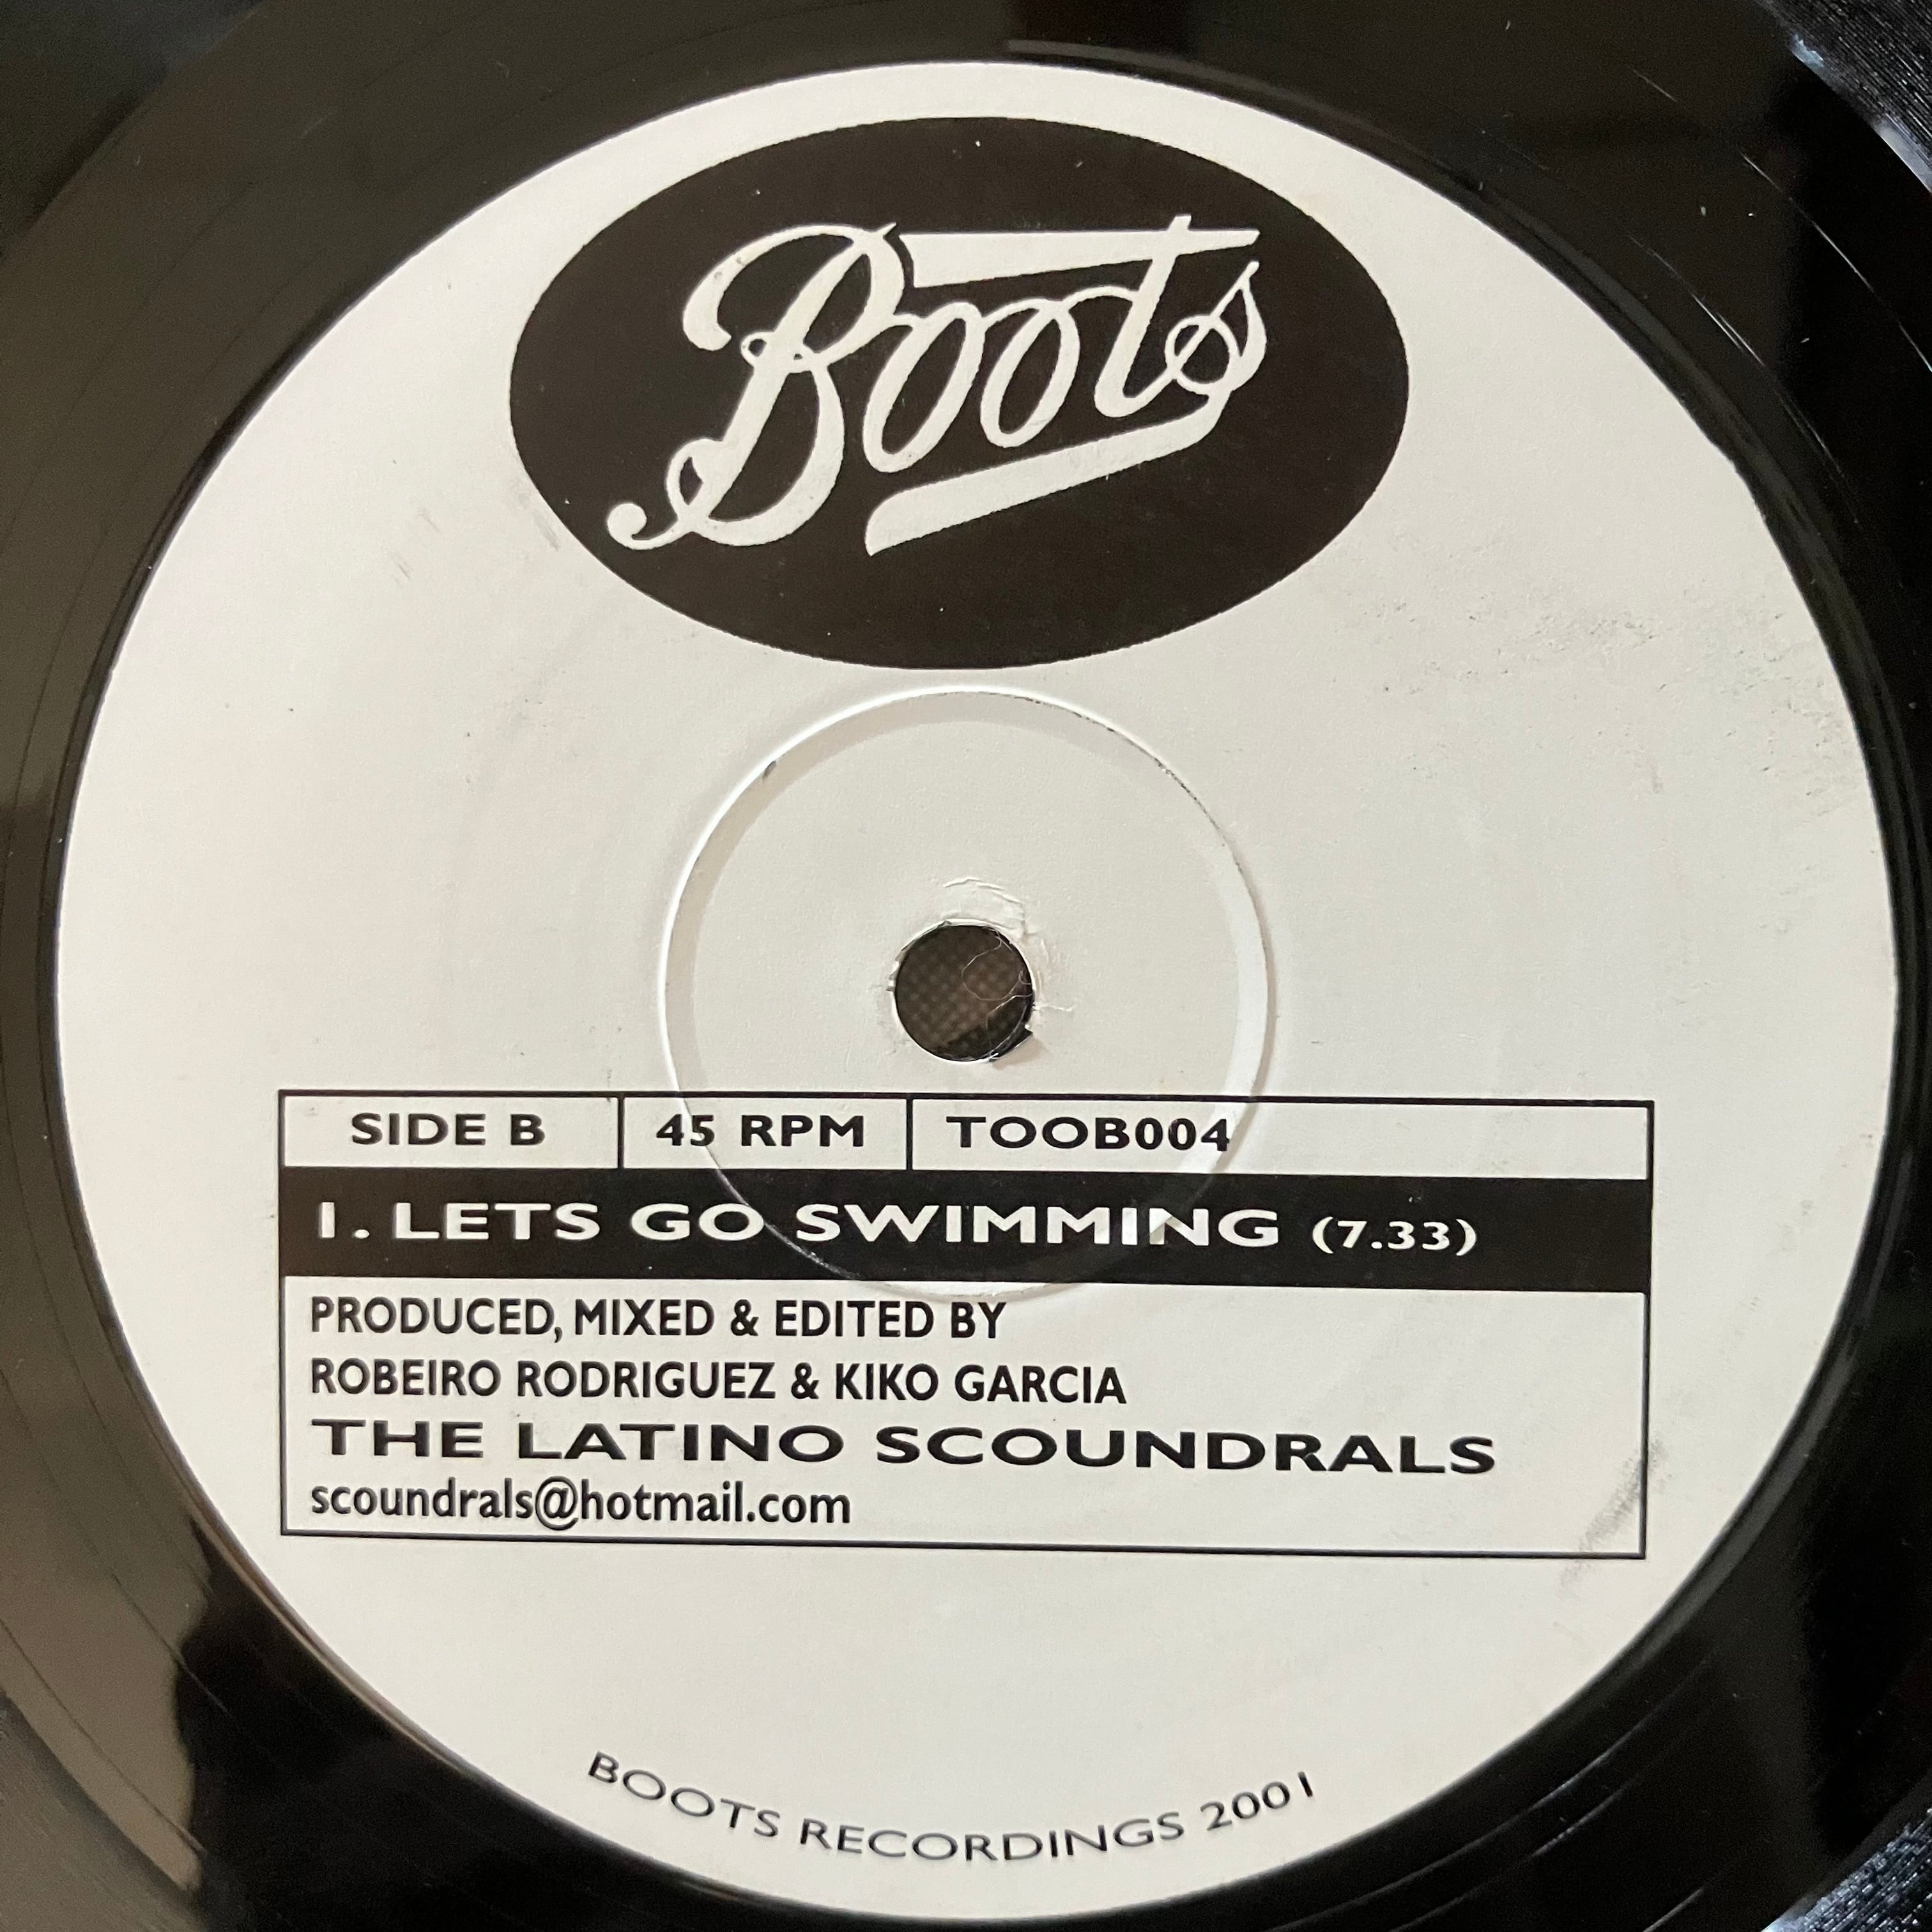 Boots
SIDE B 45 RPM TOOB004
1. LETS GO SWIMMING (7.33)
PRODUCED, MIXED & EDITED BY
ROBEIRO RODRIGUEZ & KIKO GARCIA
THE LATINO SCOUNDRALS
scoundrals@hotmail.com
BOOTS RECORDINGS 2001